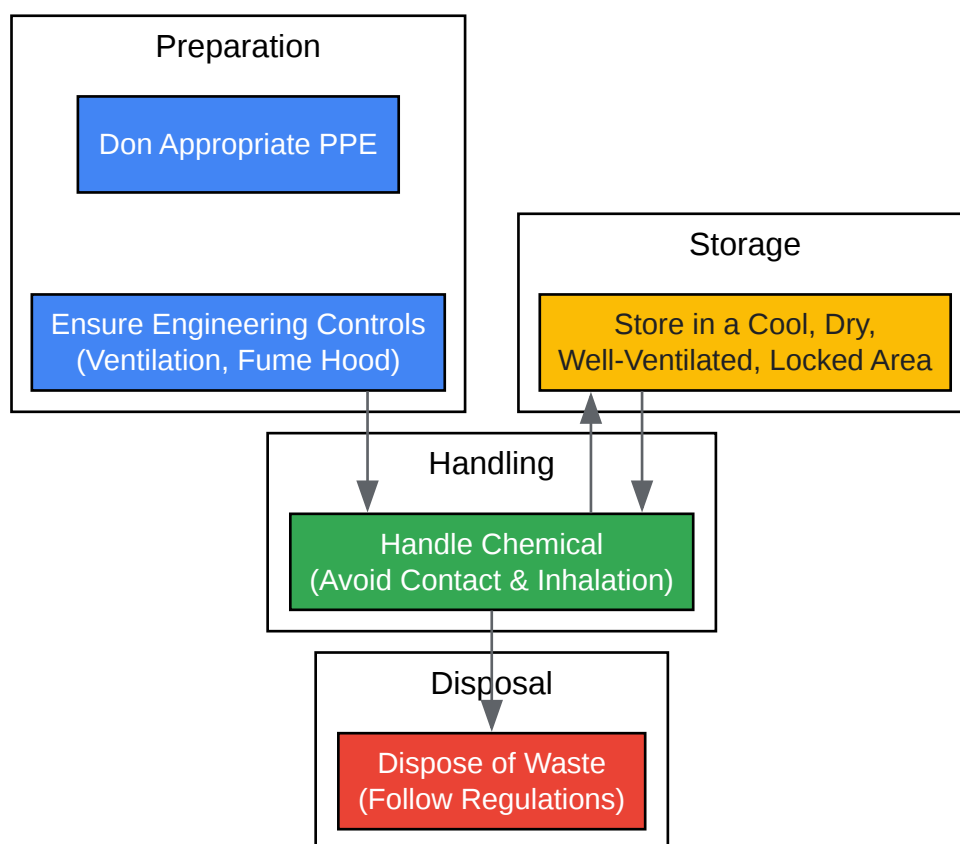 Preparation
Don Appropriate PPE
Ensure Engineering Controls
(Ventilation, Fume Hood)
Storage
Store in a Cool, Dry,
Well-Ventilated, Locked Area
Handling
Handle Chemical
(Avoid Contact & Inhalation)
Disposal
Dispose of Waste
(Follow Regulations)